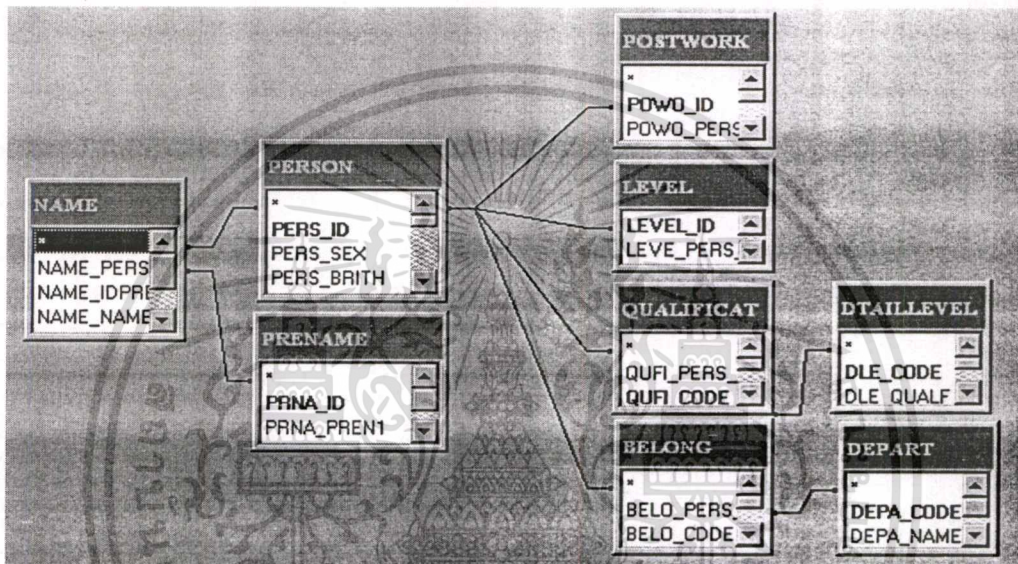 NAME
*
NAME_PERS
NAME_IDPRE
NAME_NAME
PERSON
*
PERS_ID
PERS_SEX
PERS_BRITH
PRENAME
*
PRNA_ID
PRNA_PREN1
POSTWORK
*
POWO_ID
POWO_PERS
LEVEL
LEVEL_ID
LEVE_PERS_
QUALIFICAT
*
QUFI_PERS_
QUFI_CODE
DTAILLEVEL
*
DLE_CODE
DLE_QUALF
BELONG
*
BELO_PERS_
BELO_CODE
DEPART
*
DEPA_CODE
DEPA_NAME